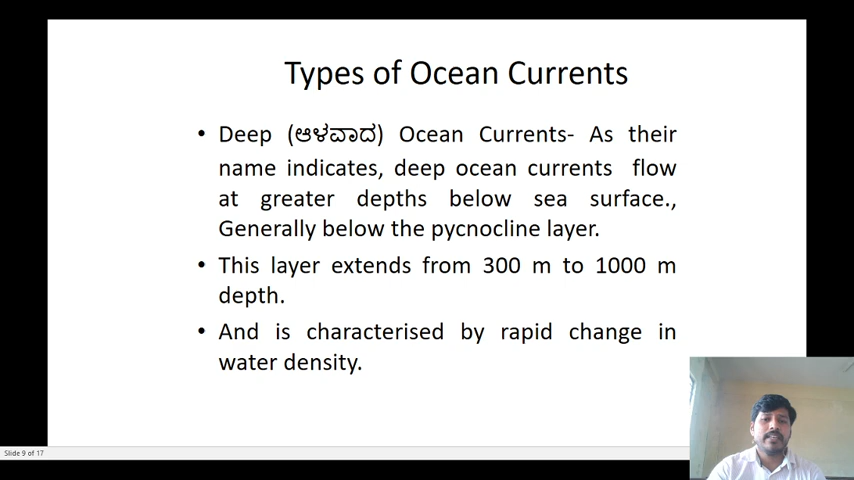 Types of Ocean Currents
• Deep (ಆಳವಾದ) Ocean Currents- As their
name indicates, deep ocean currents flow
at greater depths below sea surface.,
Generally below the pycnocline layer.
• This layer extends from 300 m to 1000 m
depth.
• And is characterised by rapid change in
water density.
Slide 9 of 17